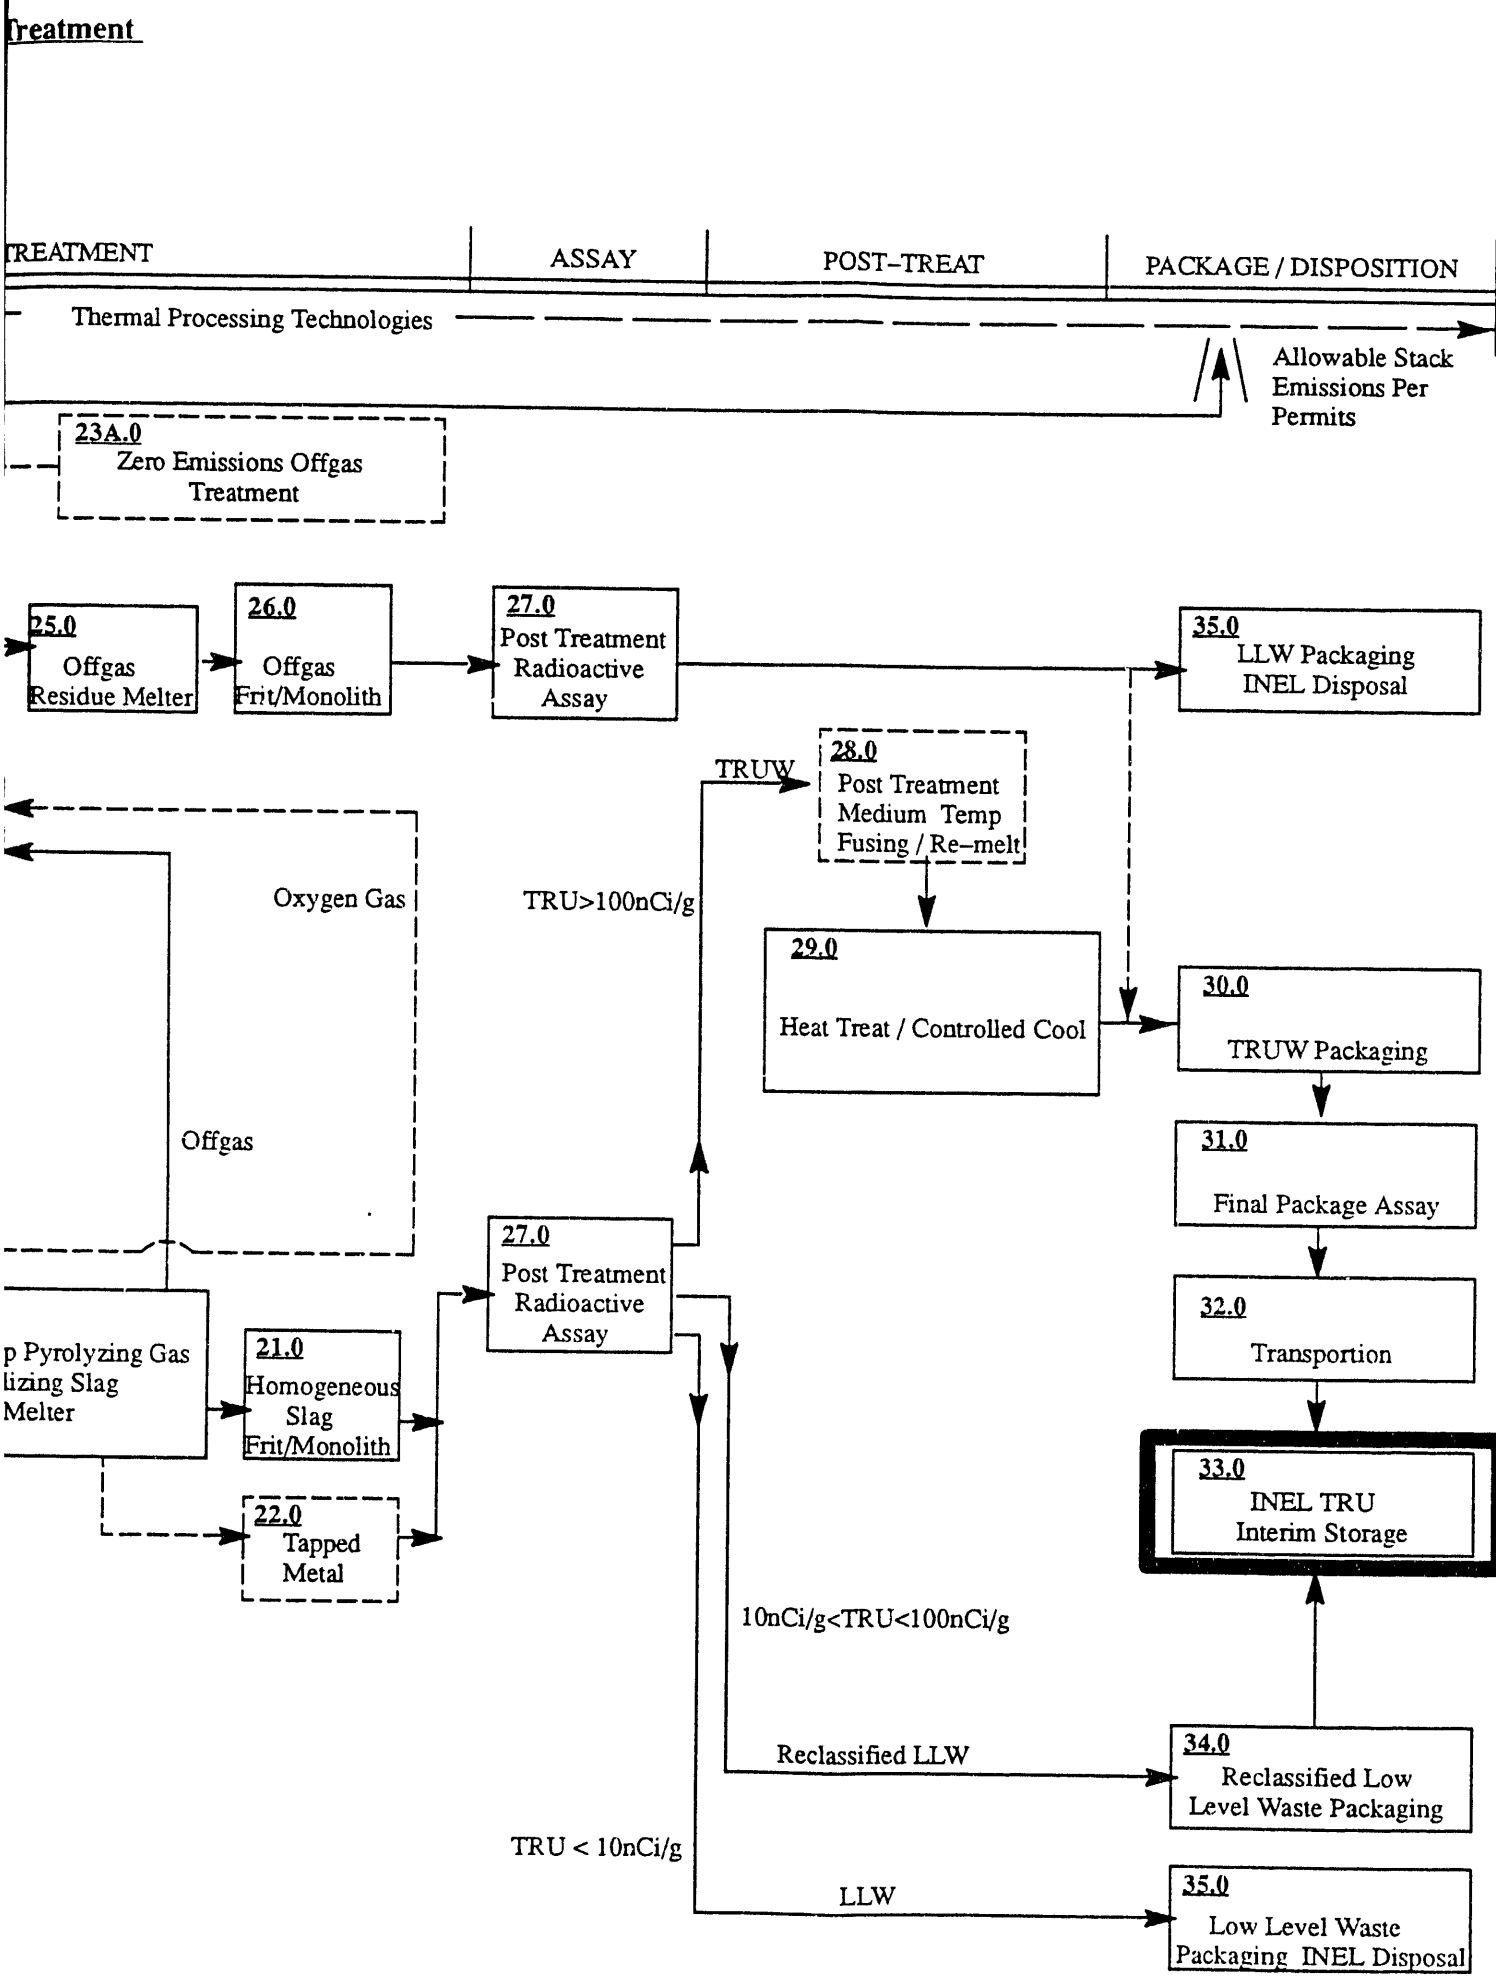 Treatment
TREATMENT
ASSAY
POST–TREAT
PACKAGE / DISPOSITION
Thermal Processing Technologies
Allowable Stack
Emissions Per
Permits
23A.0
Zero Emissions Offgas
Treatment
25.0
Offgas
Residue Melter
26.0
Offgas
Frit/Monolith
27.0
Post Treatment
Radioactive
Assay
35.0
LLW Packaging
INEL Disposal
TRUW
28.0
Post Treatment
Medium Temp
Fusing / Re–melt
Oxygen Gas
TRU>100nCi/g
29.0
Heat Treat / Controlled Cool
30.0
TRUW Packaging
Offgas
31.0
Final Package Assay
27.0
Post Treatment
Radioactive
Assay
32.0
Transportion
p Pyrolyzing Gas
lizing Slag
Melter
21.0
Homogeneous
Slag
Frit/Monolith
33.0
INEL TRU
Interim Storage
22.0
Tapped
Metal
10nCi/g<TRU<100nCi/g
Reclassified LLW
34.0
Reclassified Low
Level Waste Packaging
TRU < 10nCi/g
LLW
35.0
Low Level Waste
Packaging INEL Disposal